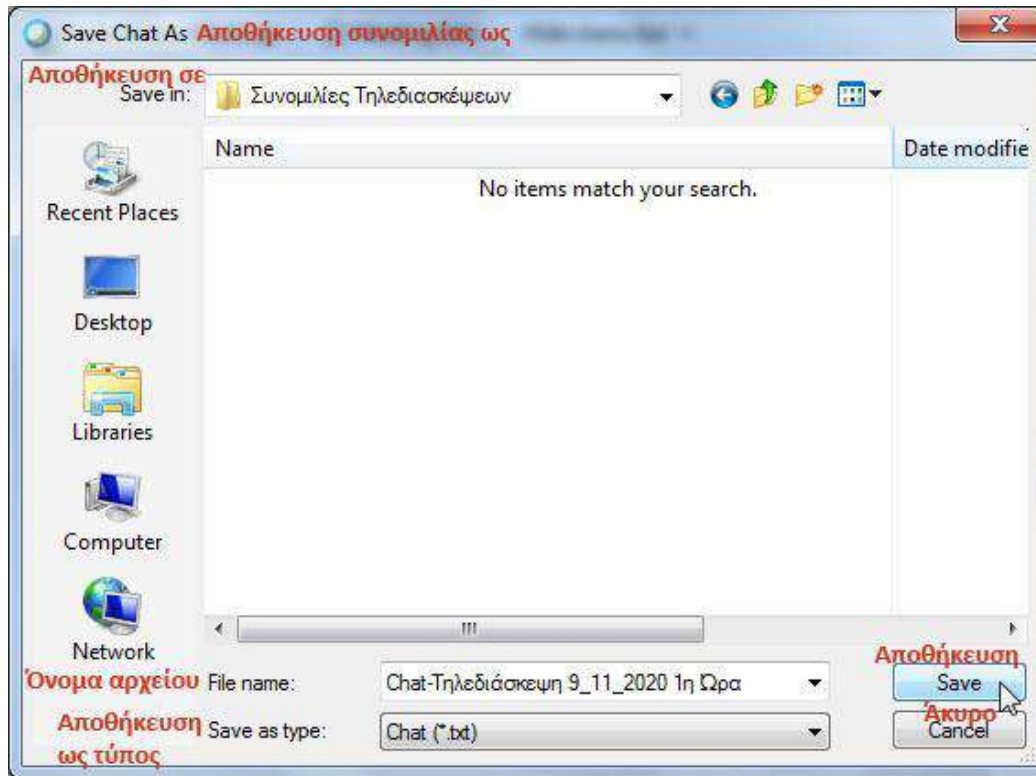 Save Chat As Αποθήκευση συνομιλίας ως
Αποθήκευση σε
Save in: Συνομιλίες Τηλεδιασκέψεων
Name Date modifie
No items match your search.
Recent Places
Desktop
Libraries
Computer
Network
Αποθήκευση
Όνομα αρχείου File name: Chat-Τηλεδιάσκεψη 9_11_2020 1η Ώρα Save
Άκυρο
Αποθήκευση Save as type: Chat (*.txt) Cancel
ως τύπος